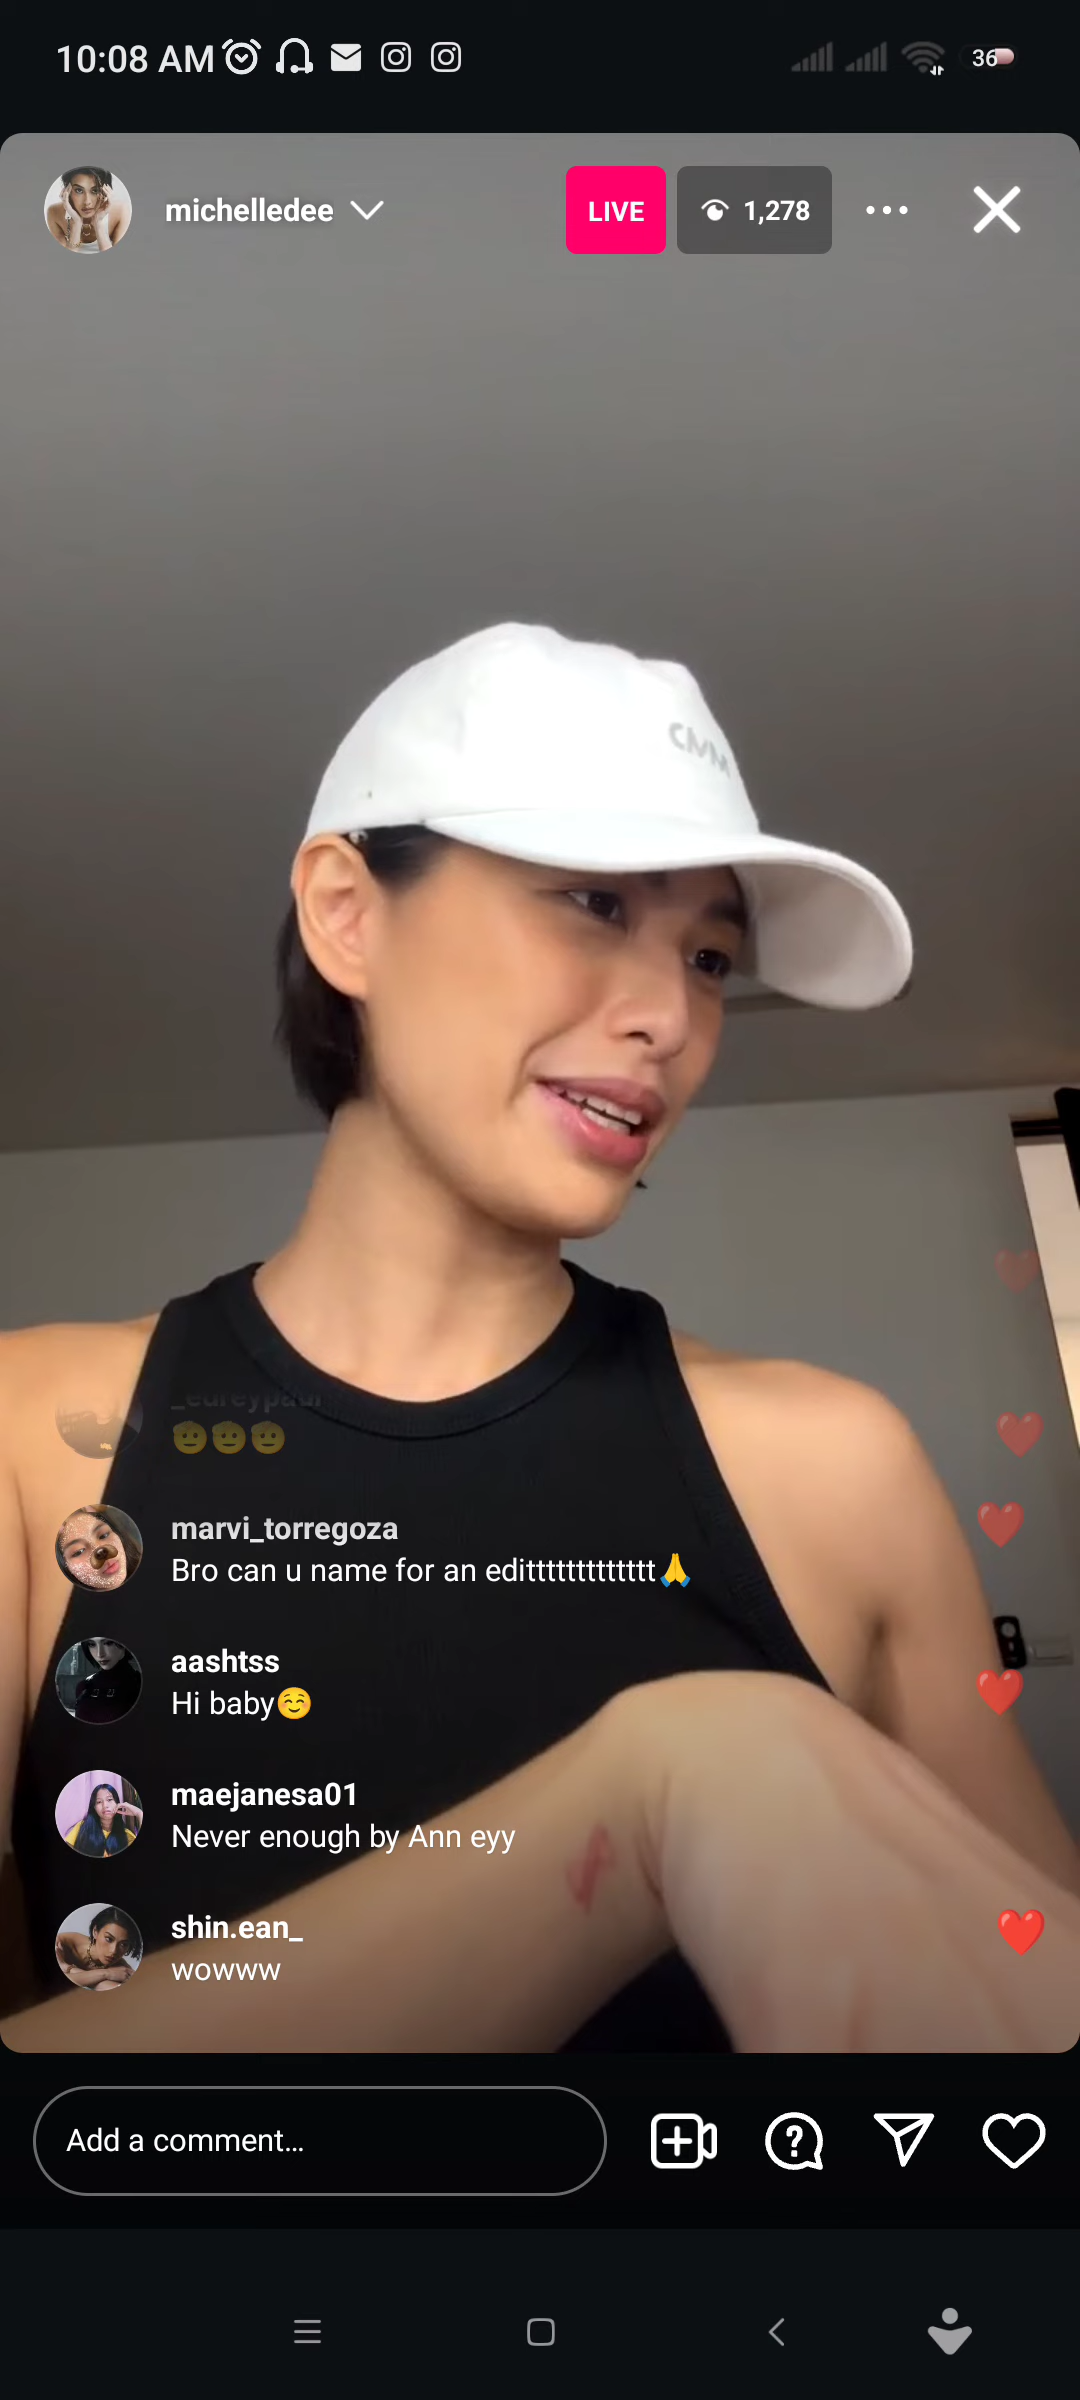 10:08 AM
36
michelledee
LIVE
1,278
marvi_torregoza
Bro can u name for an edittttttttttttt🙏
aashtss
Hi baby☺️
maejanesa01
Never enough by Ann eyy
shin.ean_
wowww
Add a comment...